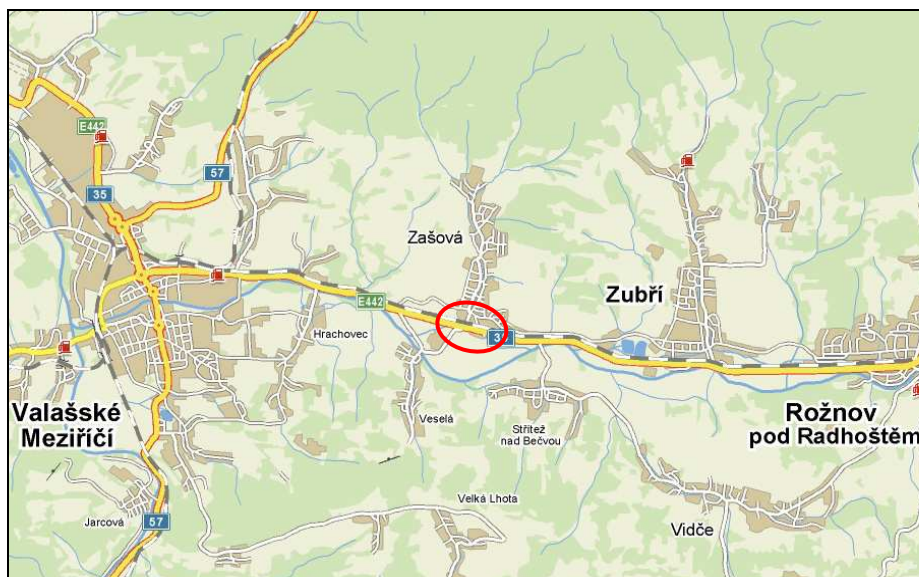 E442
35
57
Zašová
Zubří
E442
Hrachovec
Valašské
Meziříčí
Veselá
Střítež
nad Bečvou
Rožnov
pod Radhoštěm
Velká Lhota
Jarcová
57
Vidče